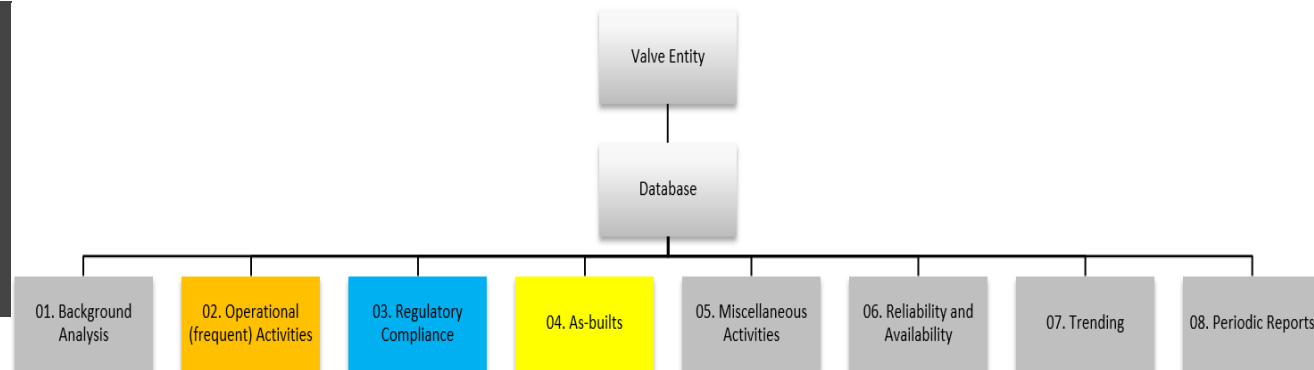 Valve Entity
Database
01. Background
Analysis
02. Operational
(frequent) Activities
03. Regulatory
Compliance
04. As-builts
05. Miscellaneous
Activities
06. Reliability and
Availability
07. Trending
08. Periodic Reports